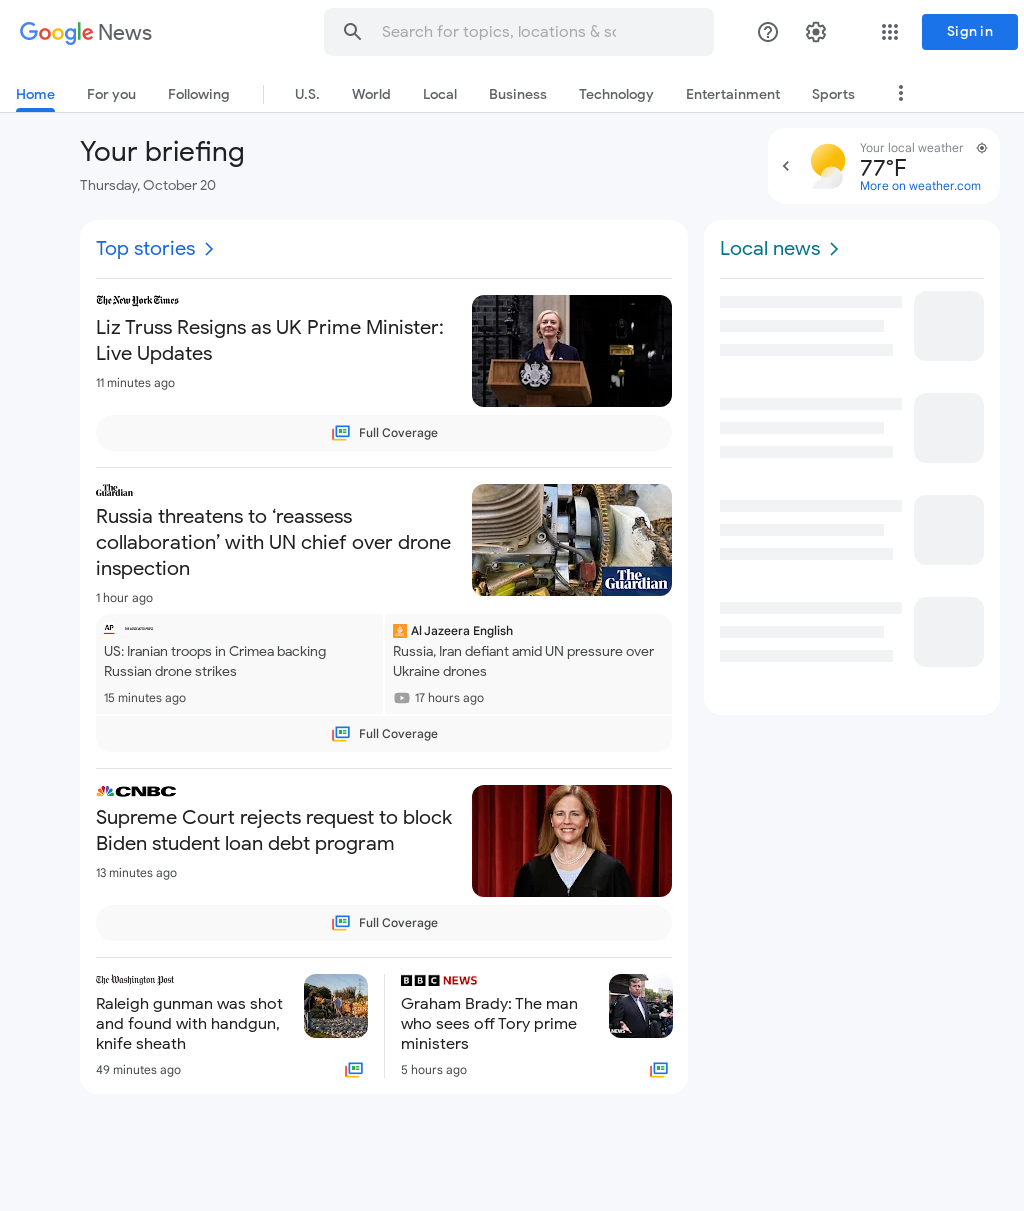 Google News
Search for topics, locations & so
Sign in
Home
For you
Following
U.S.
World
Local
Business
Technology
Entertainment
Sports
Your briefing
Thursday, October 20
Your local weather
77°F
More on weather.com
Top stories
The New York Times
Liz Truss Resigns as UK Prime Minister:
Live Updates
11 minutes ago
Full Coverage
The
Guardian
Russia threatens to ‘reassess
collaboration’ with UN chief over drone
inspection
1 hour ago
The
Guardian
AP
US: Iranian troops in Crimea backing
Russian drone strikes
15 minutes ago
Al Jazeera English
Russia, Iran defiant amid UN pressure over
Ukraine drones
17 hours ago
Full Coverage
CNBC
Supreme Court rejects request to block
Biden student loan debt program
13 minutes ago
Full Coverage
The Washington Post
Raleigh gunman was shot
and found with handgun,
knife sheath
49 minutes ago
BBC NEWS
Graham Brady: The man
who sees off Tory prime
ministers
5 hours ago
NEWS
Local news